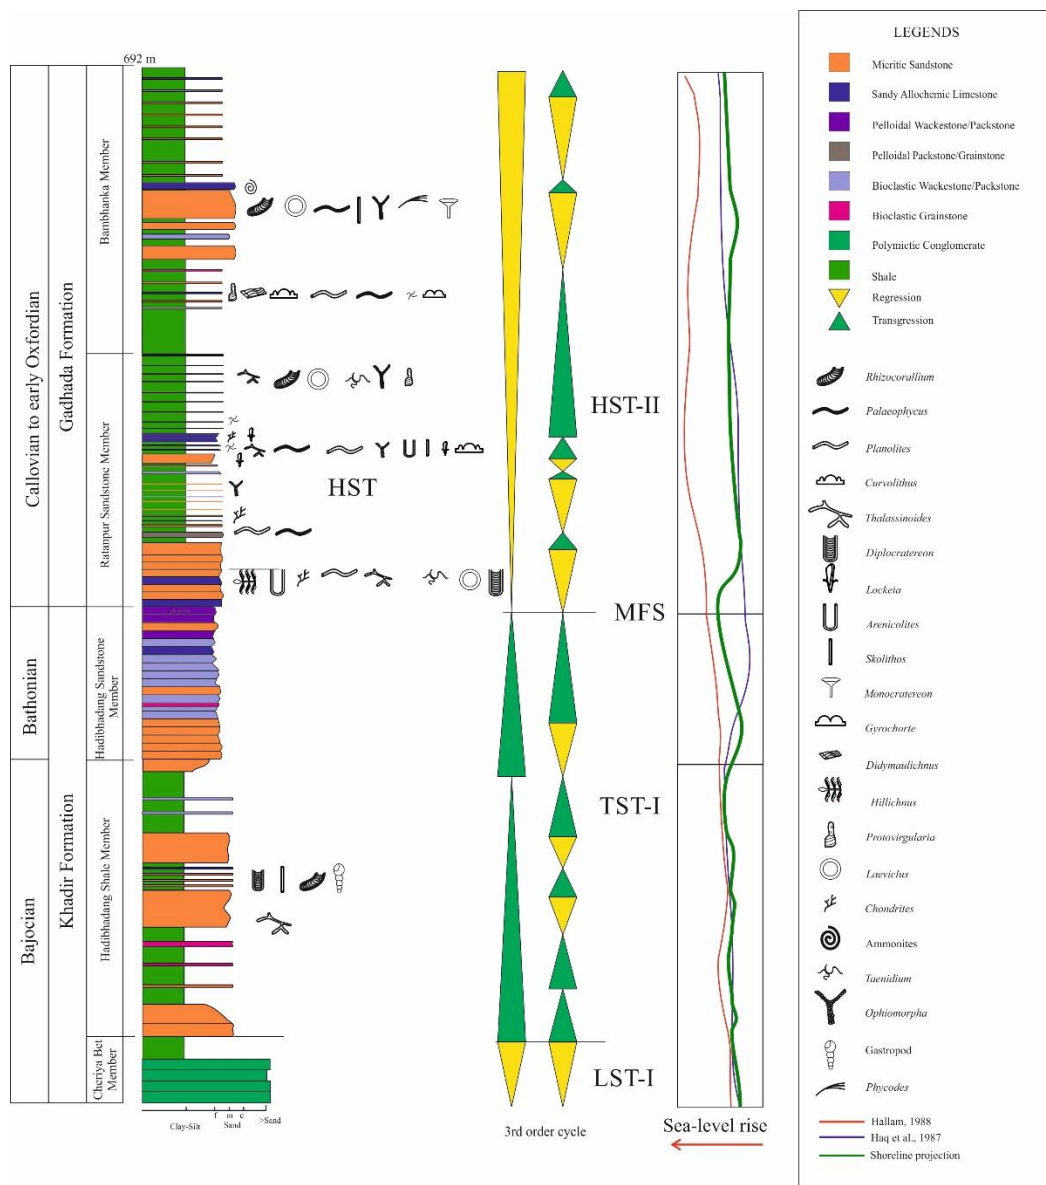 692 m
Callovian to early Oxfordian
Bathonian
Bajocian
Gadhada Formation
Khadir Formation
Bambhanka Member
Ratanpur Sandstone Member
Hadibhadang Sandstone
Member
Hadibhadang Shale Member
Cheriya Bet
Member
f m c
Clay-Silt
Sand
>Sand
HST
HST-II
MFS
TST-I
LST-I
3rd order cycle
Sea-level rise
LEGENDS
Micritic Sandstone
Sandy Allochemic Limestone
Pelloidal Wackestone/Packstone
Pelloidal Packstone/Grainstone
Bioclastic Wackestone/Packstone
Bioclastic Grainstone
Polymictic Conglomerate
Shale
Regression
Transgression
Rhizocorallium
Palaeophycus
Planolites
Curvolithus
Thalassinoides
Diplocratereon
Lockeia
Arenicolites
Skolithos
Monocratereon
Gyrochorte
Didymaulichnus
Hillichnus
Protovirgularia
Laeviclus
Chondrites
Ammonites
Taenidium
Ophiomorpha
Gastropod
Phycodes
Hallam, 1988
Haq et al., 1987
Shoreline projection